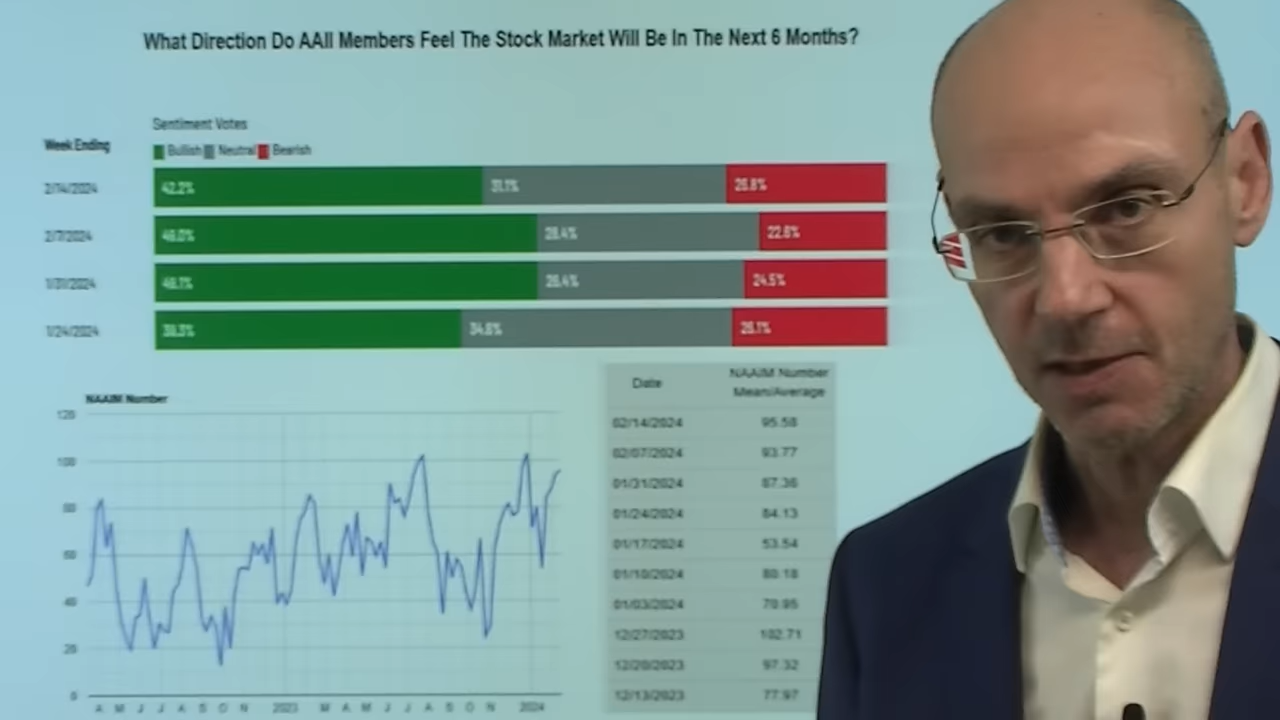 What Direction Do AAII Members Feel The Stock Market Will Be In The Next 6 Months?
Sentiment Votes
Week Ending
Bullish Neutral Bearish
2/14/2024 42.2% 31.1% 26.8%
2/7/2024 49.0% 28.4% 22.6%
1/31/2024 49.1% 26.4% 24.5%
1/24/2024 39.3% 34.6% 26.1%
NAAIM Number
120
100
80
60
40
20
0
A M J J A S O N 2023 M A M J J A S O N 2024
Date NAAIM Number
Mean/Average
02/14/2024 95.58
02/07/2024 93.77
01/31/2024 87.36
01/24/2024 84.13
01/17/2024 53.54
01/10/2024 80.18
01/03/2024 70.95
12/27/2023 102.71
12/20/2023 97.32
12/13/2023 77.97